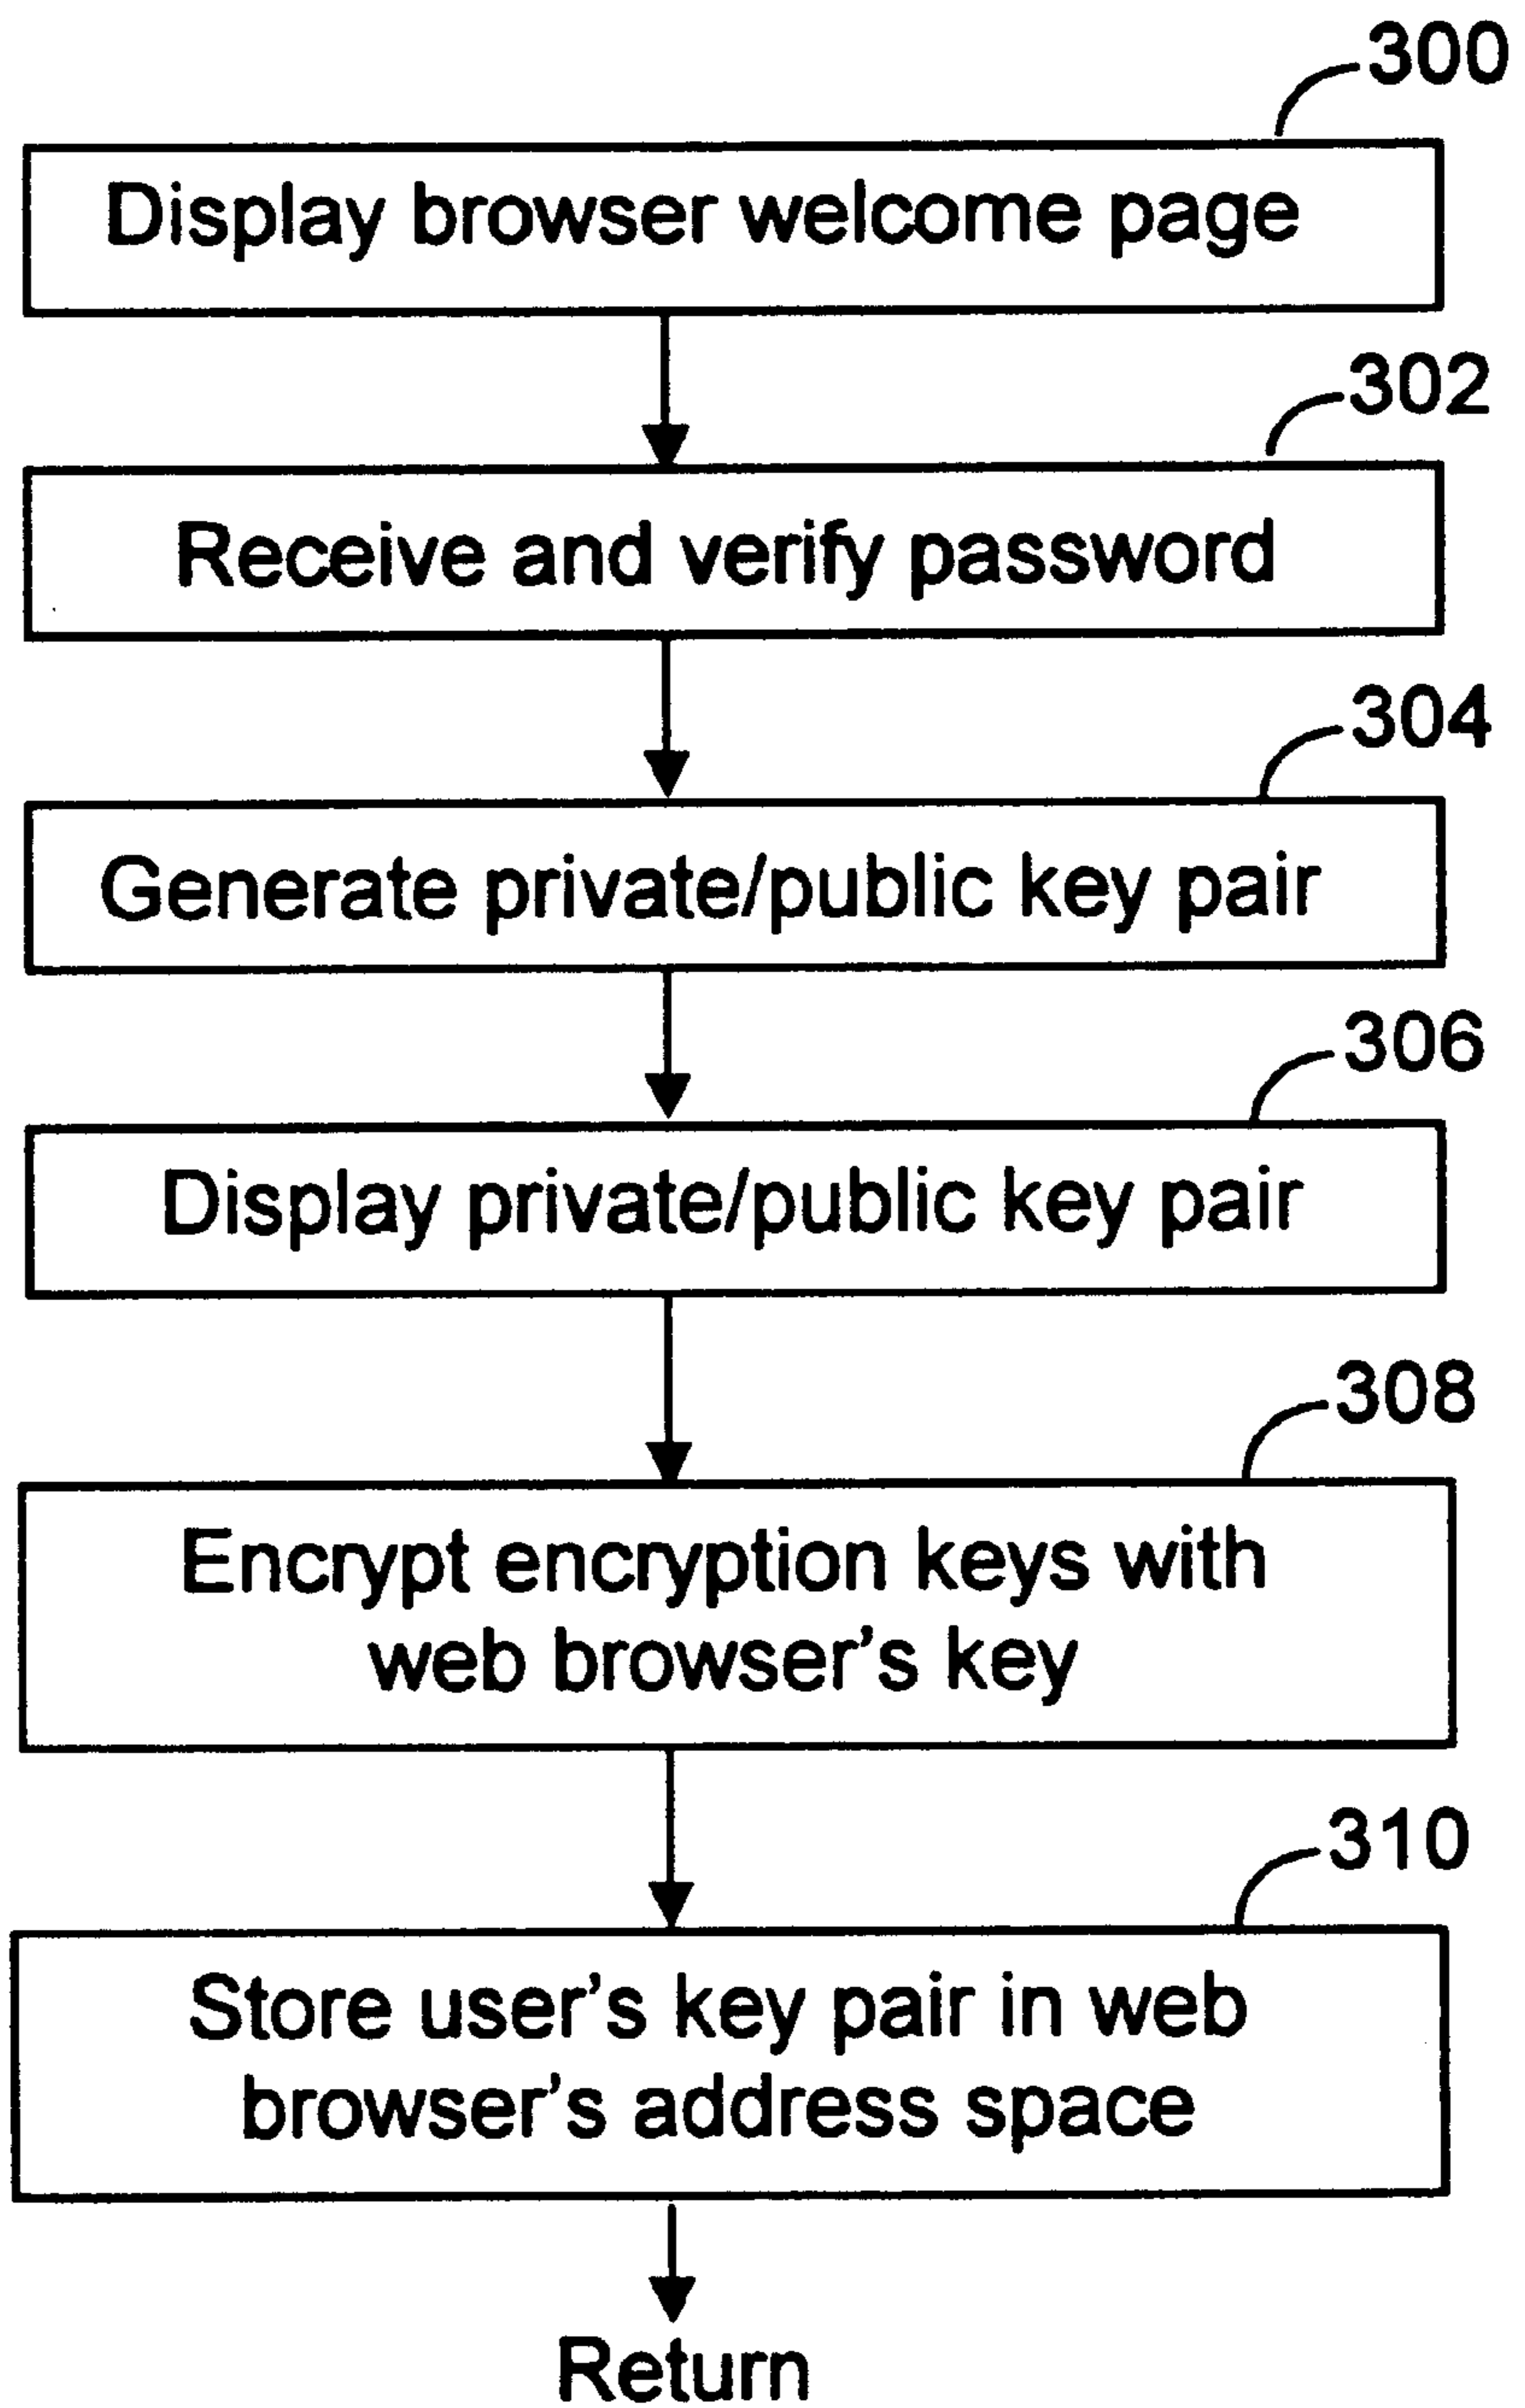 300
Display browser welcome page
302
Receive and verify password
304
Generate private/public key pair
306
Display private/public key pair
308
Encrypt encryption keys with
web browser's key
310
Store user's key pair in web
browser's address space
Return